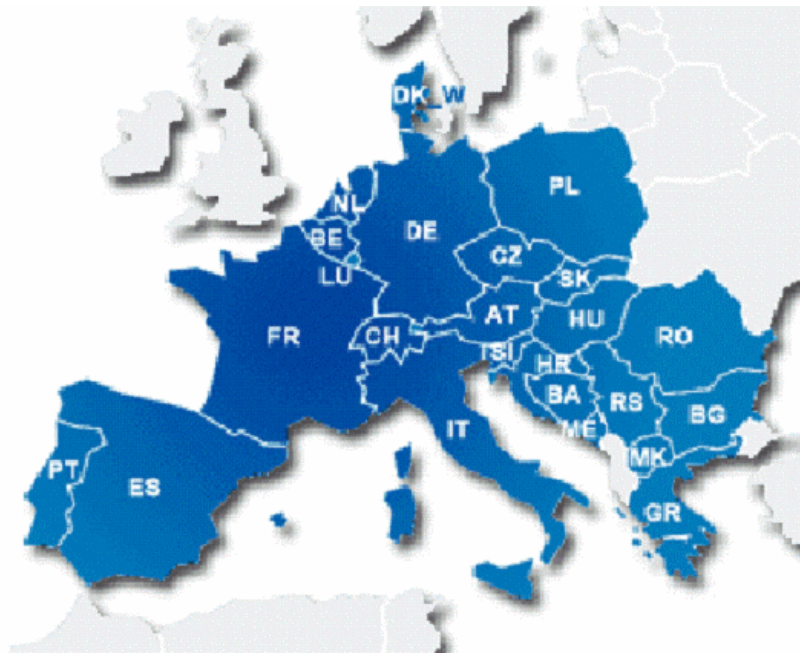 DK_W
PL
NL
DE
BE
CZ
LU
SK
AT
HU
FR
CH
RO
SI
HR
BA
RS
BG
IT
ME
PT
MK
ES
GR